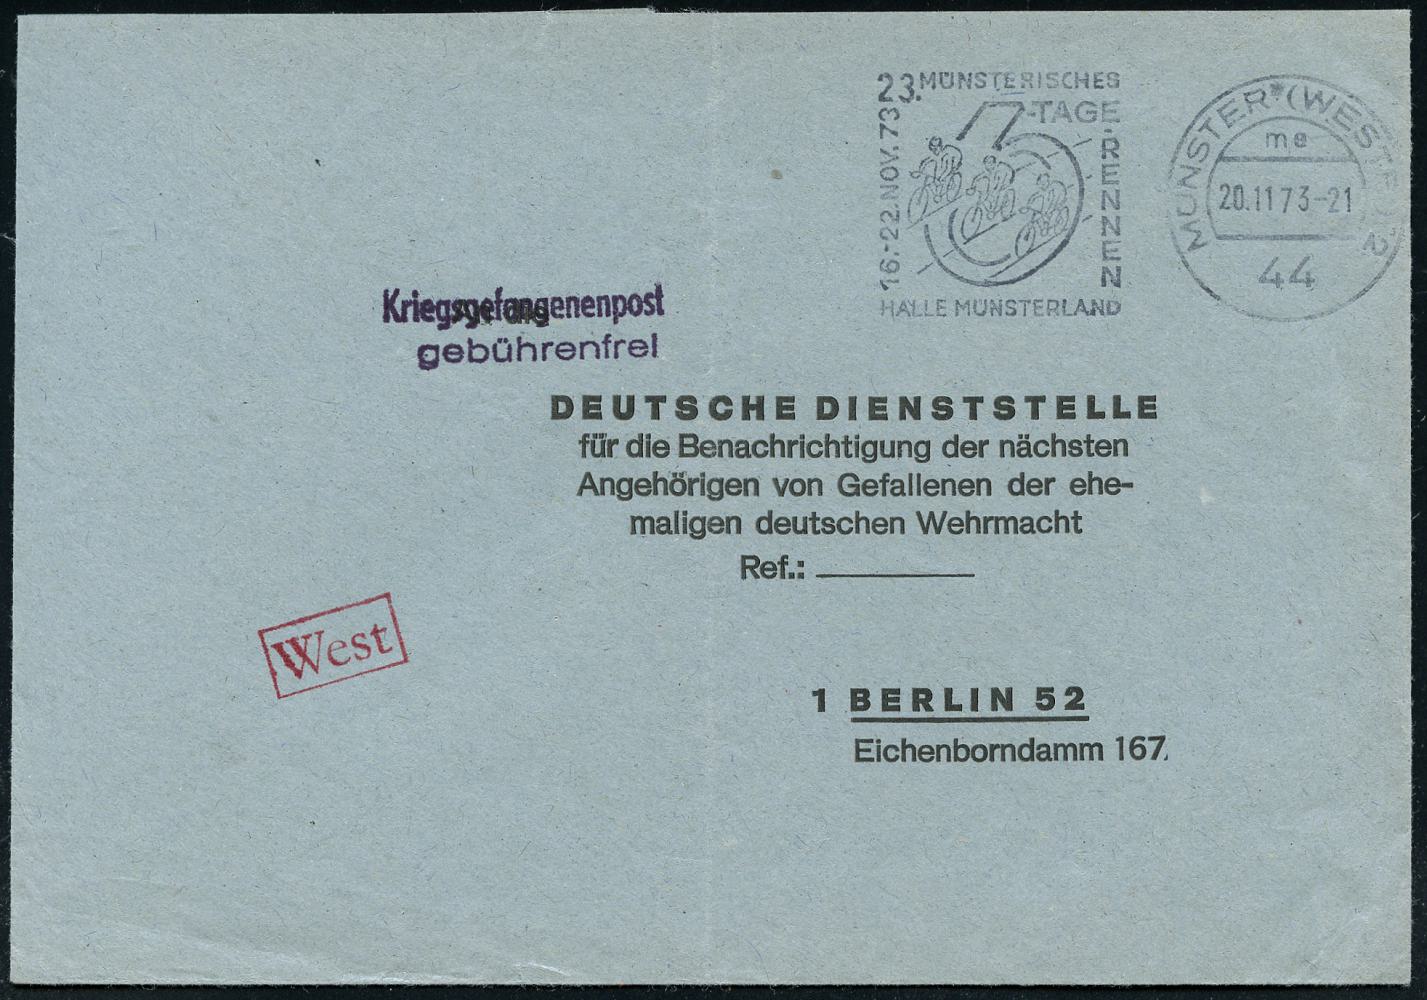 23. MÜNSTERISCHES
6-TAGE
-RENNEN
16.-22.NOV.73
HALLE MÜNSTERLAND
MÜNSTER (WESTF) 2
me
20.11.73-21
44
Kriegsgefangenenpost
gebührenfrei
DEUTSCHE DIENSTSTELLE
für die Benachrichtigung der nächsten
Angehörigen von Gefallenen der ehe-
maligen deutschen Wehrmacht
Ref.:
West
1 BERLIN 52
Eichenborndamm 167.